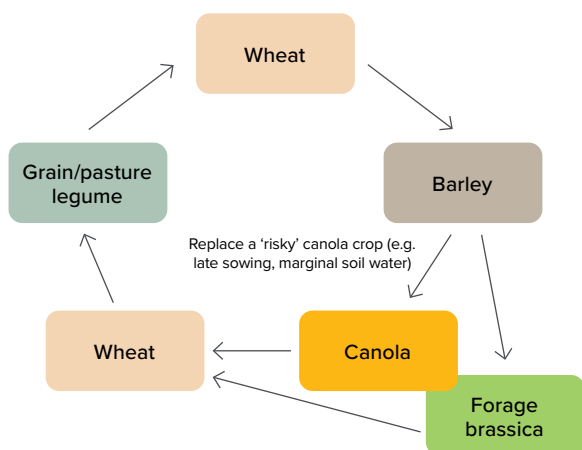 Wheat
Grain/pasture
legume
Barley
Replace a ‘risky’ canola crop (e.g.
late sowing, marginal soil water)
Wheat
Canola
Forage
brassica